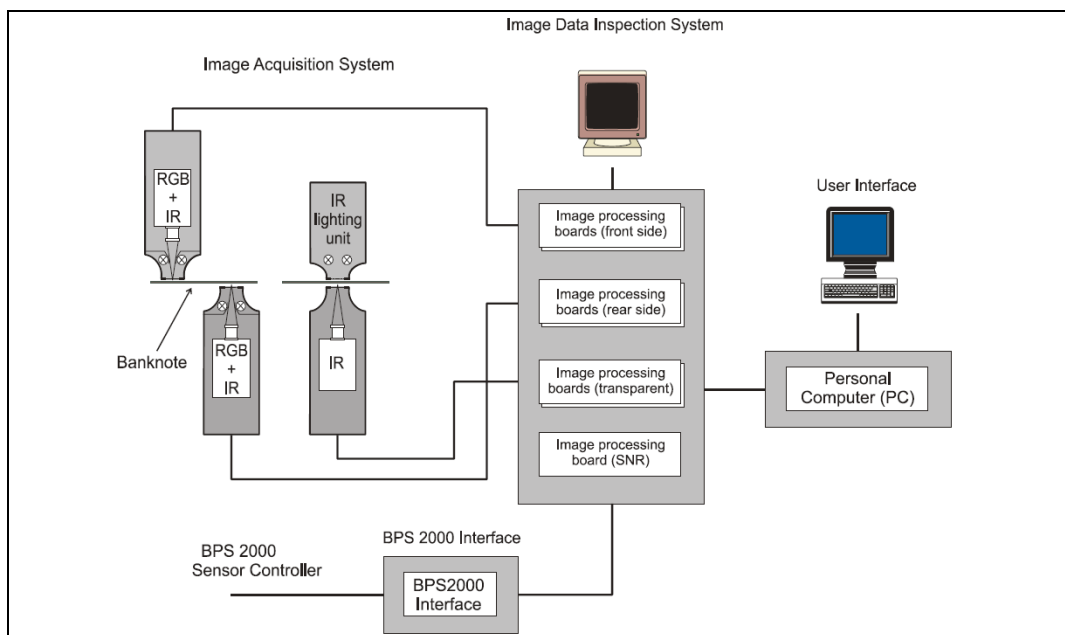 Image Data Inspection System
Image Acquisition System
RGB
+
IR
IR
lighting
unit
Banknote
RGB
+
IR
IR
Image processing
boards (front side)
Image processing
boards (rear side)
Image processing
boards (transparent)
Image processing
board (SNR)
User Interface
Personal
Computer (PC)
BPS 2000
Sensor Controller
BPS 2000 Interface
BPS2000
Interface